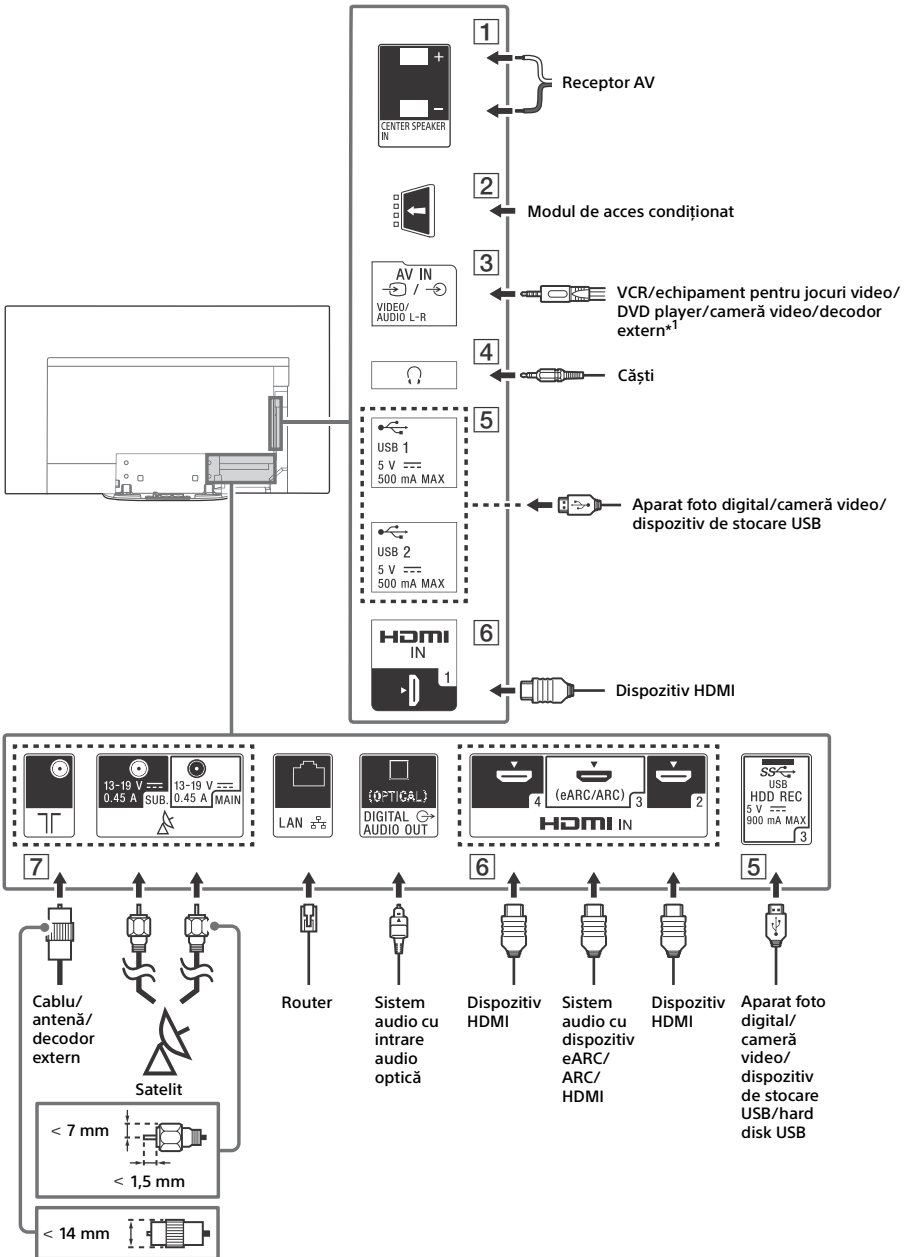 1
+
−
CENTER SPEAKER
IN
Receptor AV
2
Modul de acces condiționat
3
AV IN
/
VIDEO/
AUDIO L-R
VCR/echipament pentru jocuri video/
DVD player/cameră video/decodor
extern*1
4
Căști
5
USB 1
5 V
500 mA MAX
USB 2
5 V
500 mA MAX
Aparat foto digital/cameră video/
dispozitiv de stocare USB
6
HDMI
IN
1
Dispozitiv HDMI
13-19 V
0.45 A SUB.
13-19 V
0.45 A MAIN
LAN
(OPTICAL)
DIGITAL
AUDIO OUT
4
(eARC/ARC) 3
2
HDMI IN
SS
USB
HDD REC
5 V
900 mA MAX
3
7
6
5
Cablu/
antenă/
decodor
extern
Satelit
Router
Sistem
audio cu
intrare
audio
optică
Dispozitiv
HDMI
Sistem
audio cu
dispozitiv
eARC/
ARC/
HDMI
Dispozitiv
HDMI
Aparat foto
digital/
cameră
video/
dispozitiv
de stocare
USB/hard
disk USB
< 7 mm
< 1,5 mm
< 14 mm